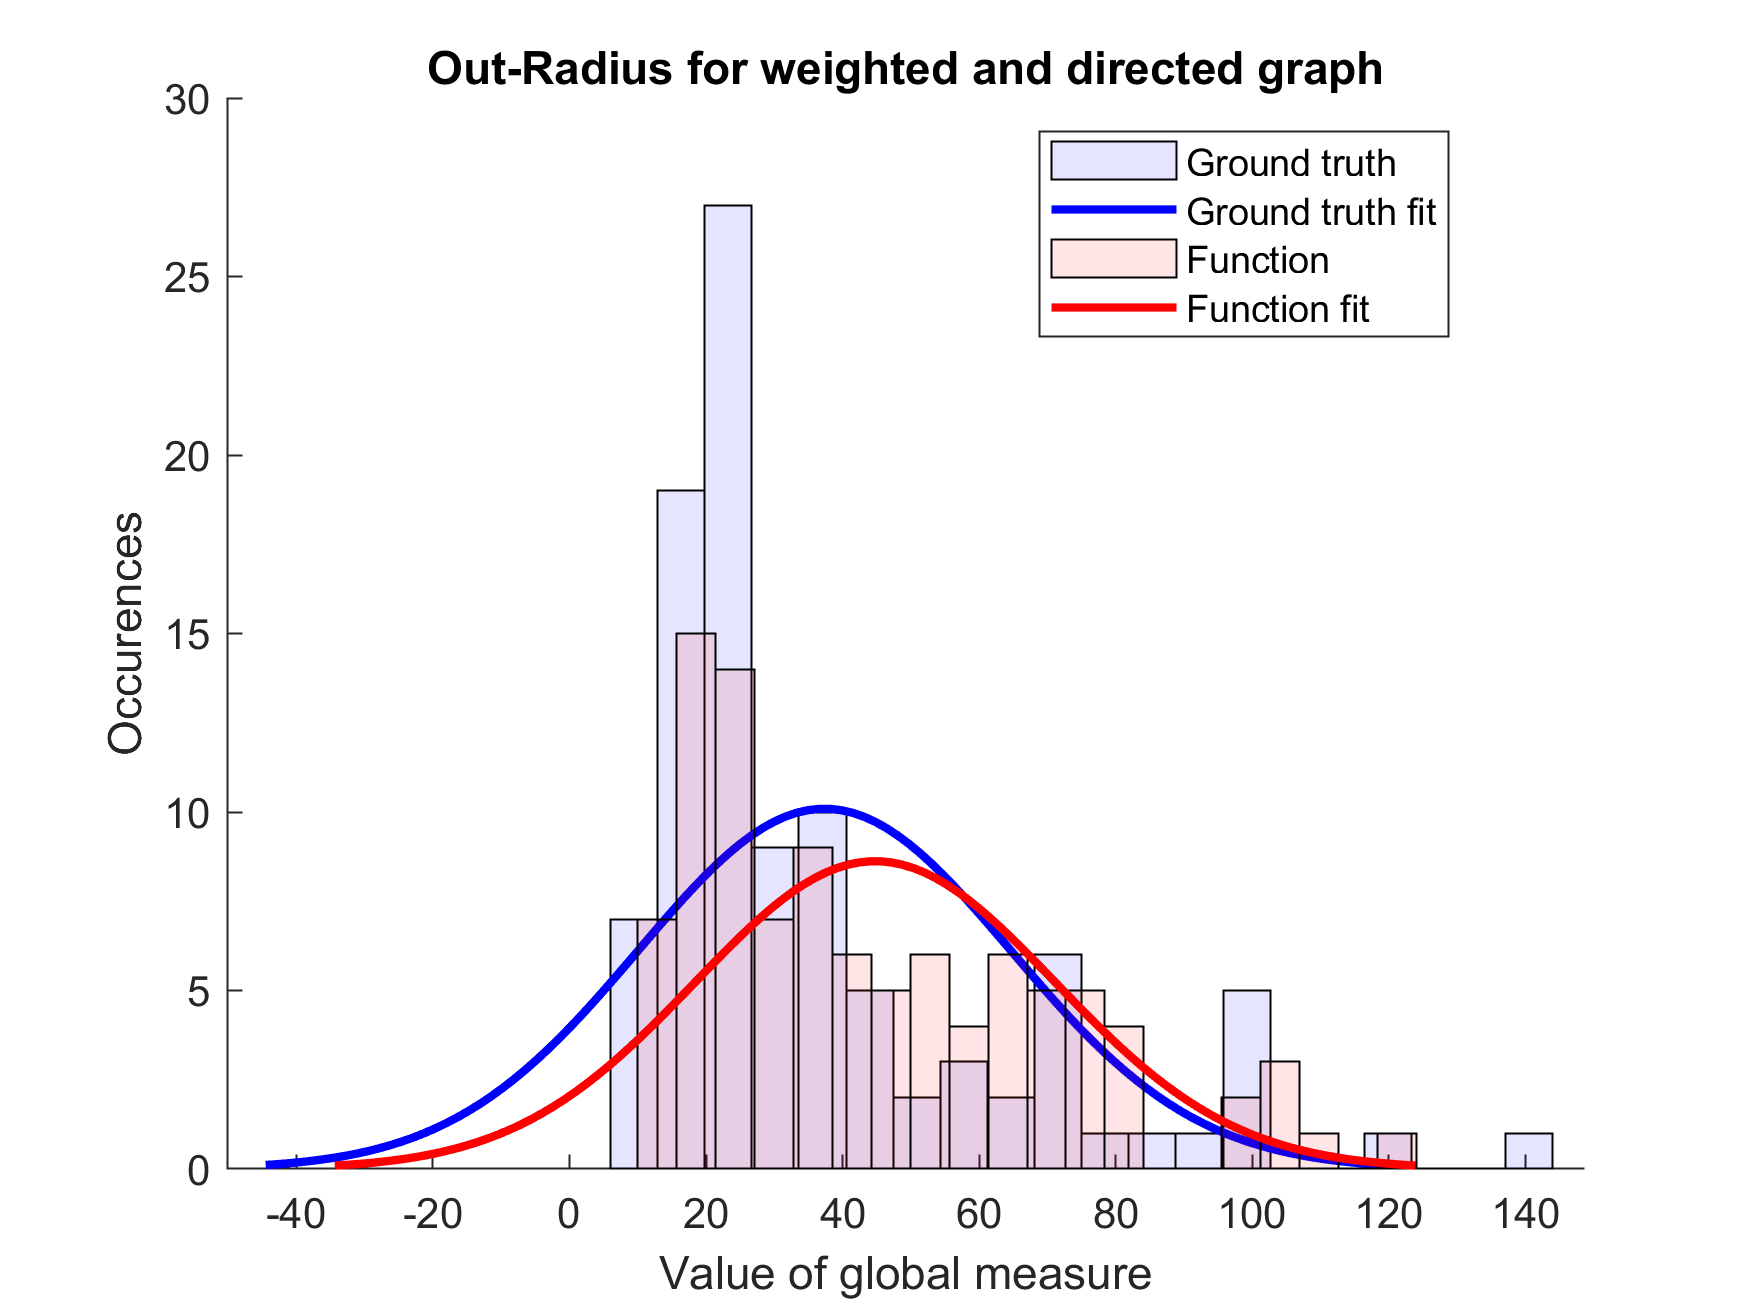 Out-Radius for weighted and directed graph
30
25
20
15
10
5
0
Occurences
Ground truth
Ground truth fit
Function
Function fit
-40 -20 0 20 40 60 80 100 120 140
Value of global measure